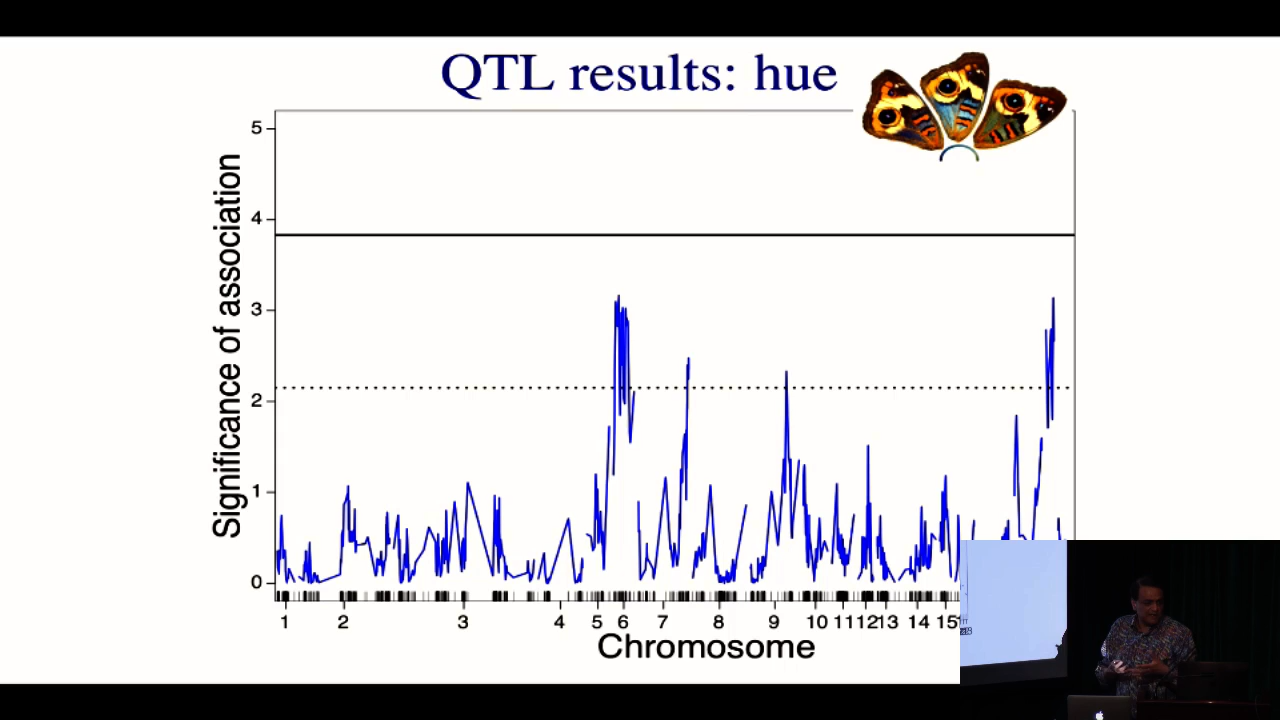 QTL results: hue
5
4
3
2
1
0
Significance of association
1 2 3 4 5 6 7 8 9 10 11 12 13 14 15
Chromosome